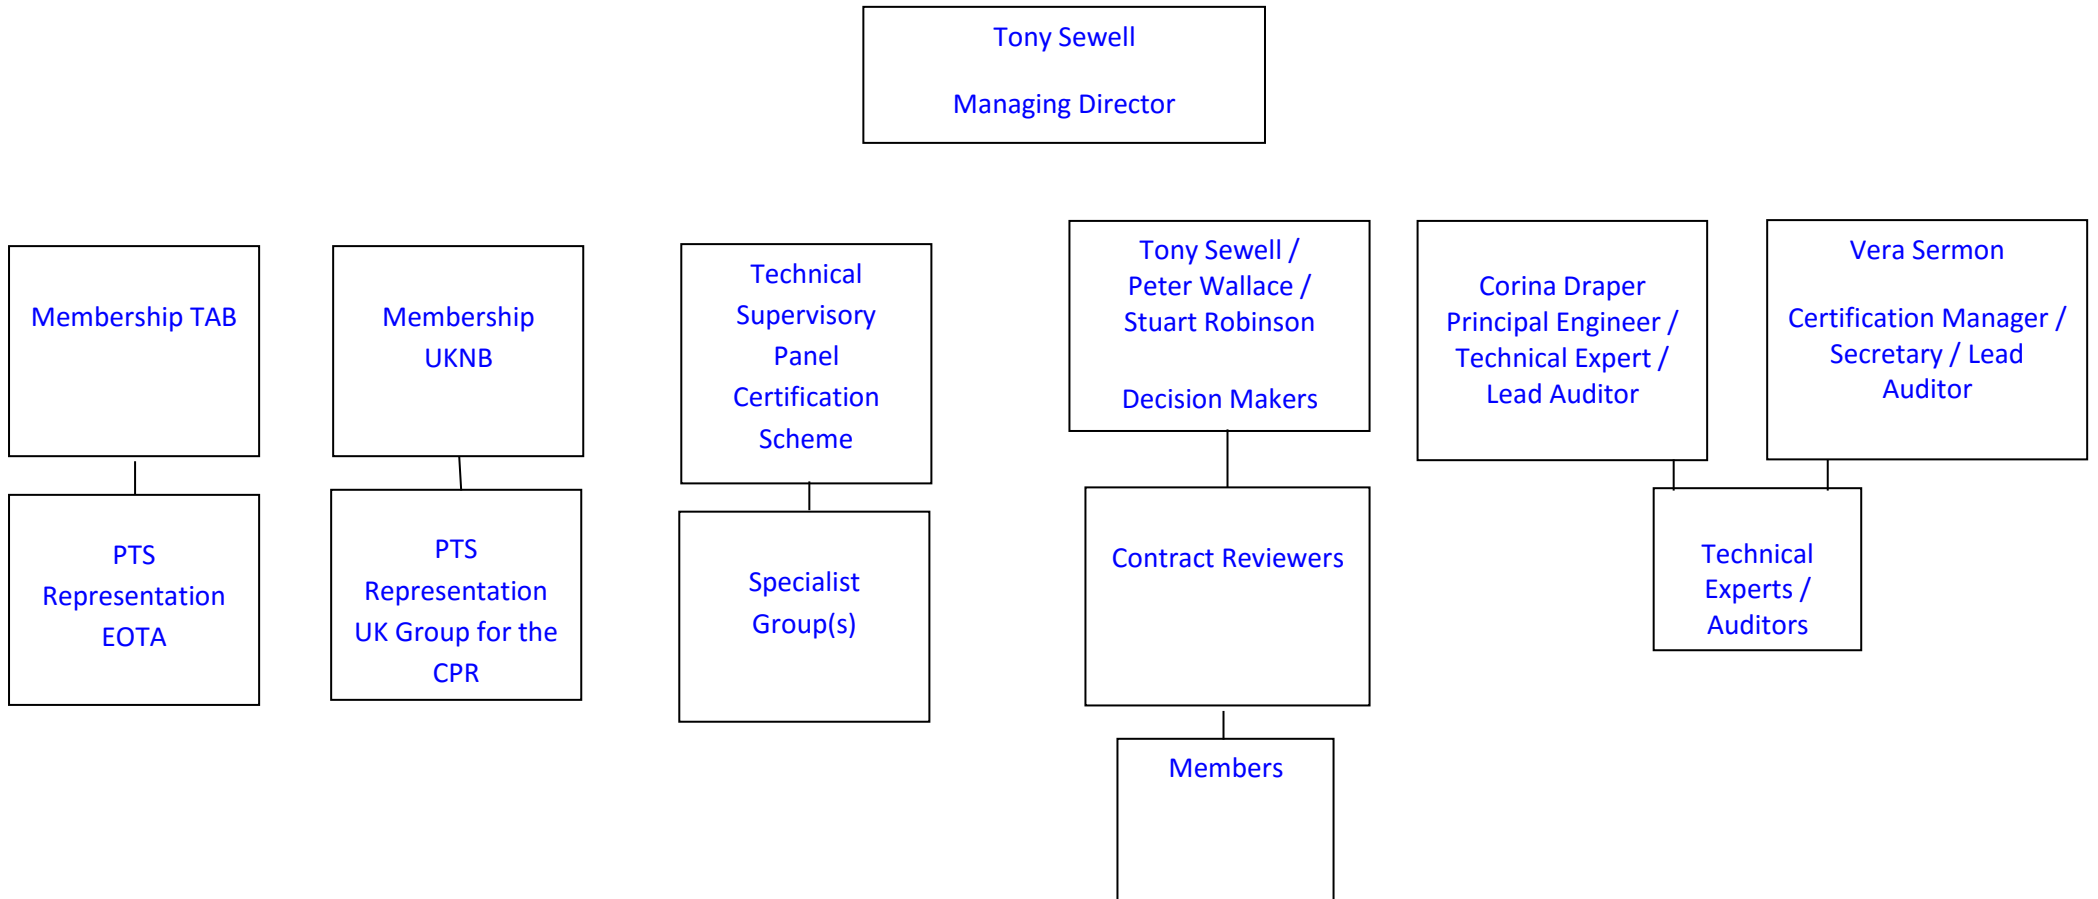 Tony Sewell
Managing Director
Membership TAB
Membership
UKNB
Technical
Supervisory
Panel
Certification
Scheme
Tony Sewell /
Peter Wallace /
Stuart Robinson
Decision Makers
Corina Draper
Principal Engineer /
Technical Expert /
Lead Auditor
Vera Sermon
Certification Manager /
Secretary / Lead
Auditor
PTS
Representation
EOTA
PTS
Representation
UK Group for the
CPR
Specialist
Group(s)
Contract Reviewers
Technical
Experts /
Auditors
Members